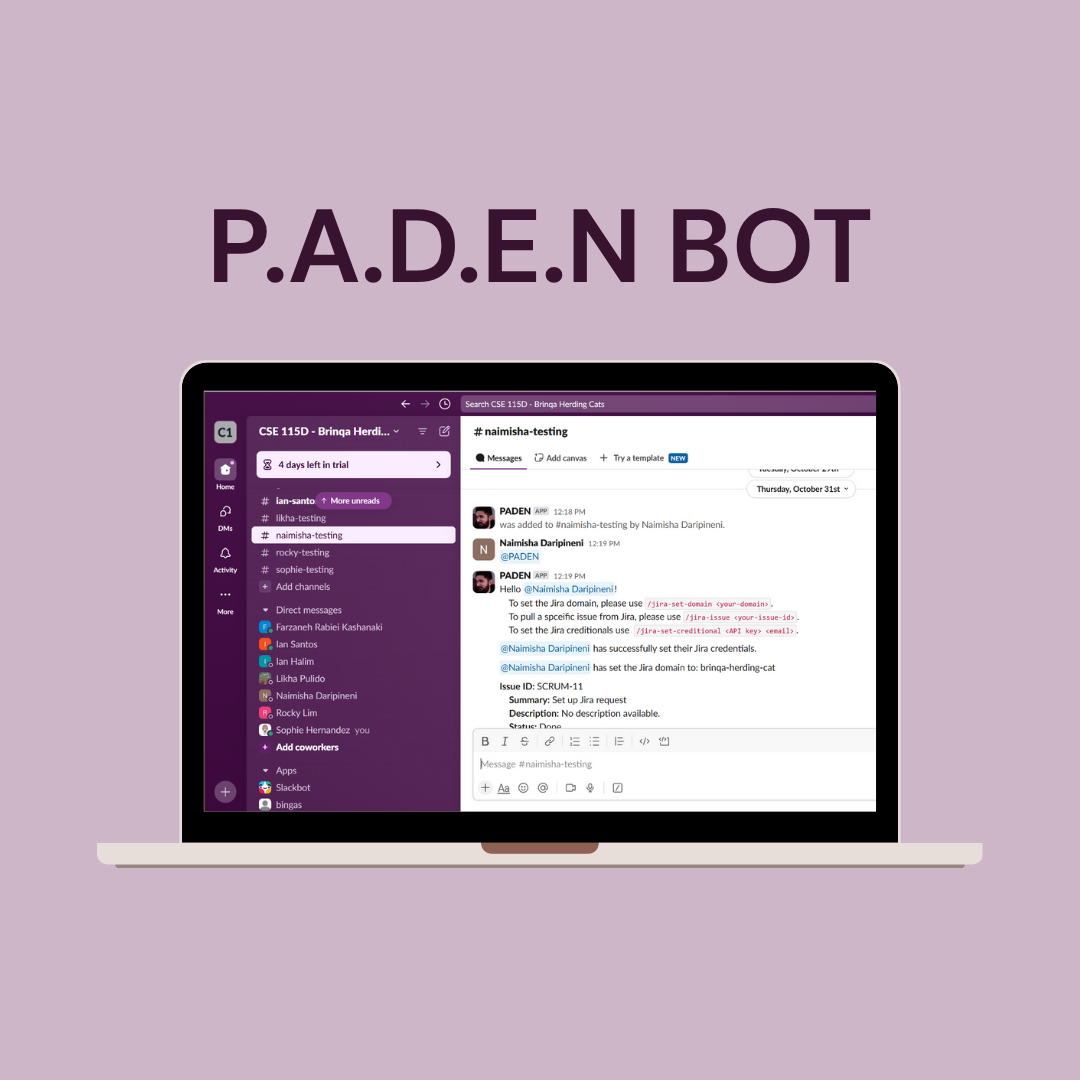 P.A.D.E.N BOT
Search CSE 115D - Brinqa Herding Cats
C1
Home
DMs
Activity
More
CSE 115D - Brinqa Herdi...
4 days left in trial
# ian-santo
↑ More unreads
# likha-testing
# naimisha-testing
# rocky-testing
# sophie-testing
+ Add channels
Direct messages
Farzaneh Rabiei Kashanaki
Ian Santos
Ian Halim
Likha Pulido
N Naimisha Daripineni
R Rocky Lim
Sophie Hernandez you
+ Add coworkers
Apps
Slackbot
bingas
# naimisha-testing
Messages Add canvas + Try a template NEW
Tuesday, October 29th
Thursday, October 31st
PADEN APP 12:18 PM
was added to #naimisha-testing by Naimisha Daripineni.
N
Naimisha Daripineni 12:19 PM
@PADEN
PADEN APP 12:19 PM
Hello @Naimisha Daripineni!
To set the Jira domain, please use /jira-set-domain <your-domain>.
To pull a spceific issue from Jira, please use /jira-issue <your-issue-id>.
To set the Jira creditionals use /jira-set-creditional <API key> <email>.
@Naimisha Daripineni has successfully set their Jira credentials.
@Naimisha Daripineni has set the Jira domain to: brinqa-herding-cat
Issue ID: SCRUM-11
Summary: Set up Jira request
Description: No description available.
Status: Done
B I S
Message #naimisha-testing
+ Aa @